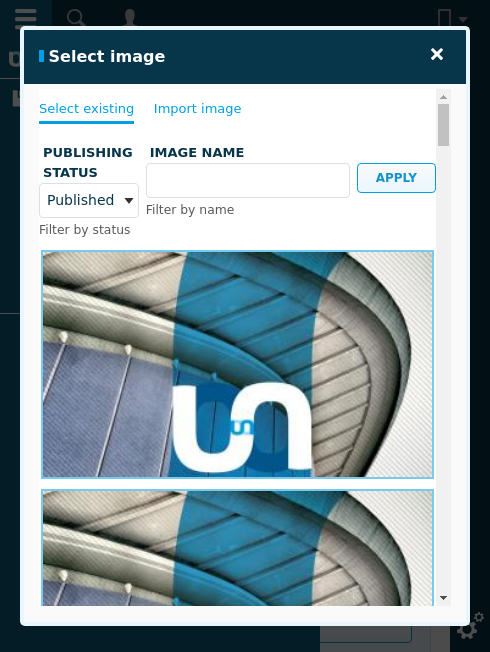 Select image
Select existing
Import image
PUBLISHING
STATUS
IMAGE NAME
APPLY
Published
Filter by name
Filter by status